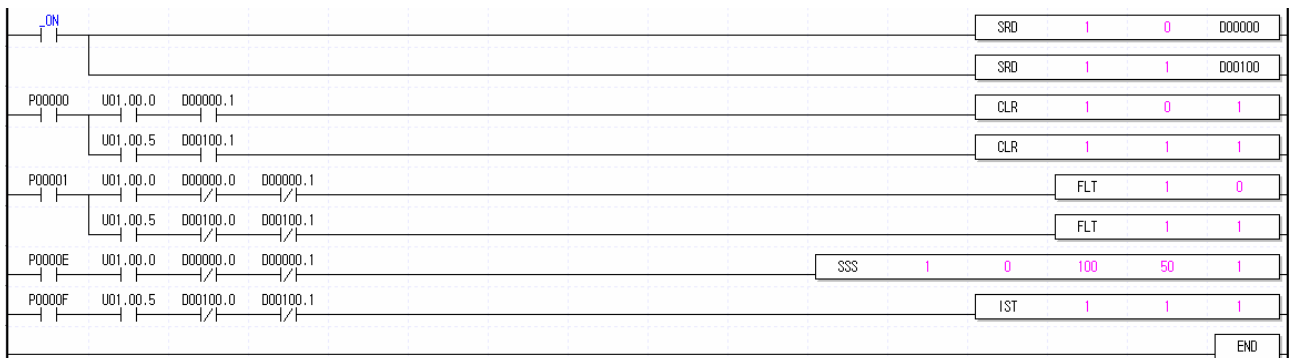 _ON SRD 1 0 D00000
SRD 1 1 D00100
P00000 U01.00.0 D00000.1 CLR 1 0 1
U01.00.5 D00100.1 CLR 1 1 1
P00001 U01.00.0 D00000.0 D00000.1 FLT 1 0
U01.00.5 D00100.0 D00100.1 FLT 1 1
P0000E U01.00.0 D00000.0 D00000.1 SSS 1 0 100 50 1
P0000F U01.00.5 D00100.0 D00100.1 IST 1 1 1
END